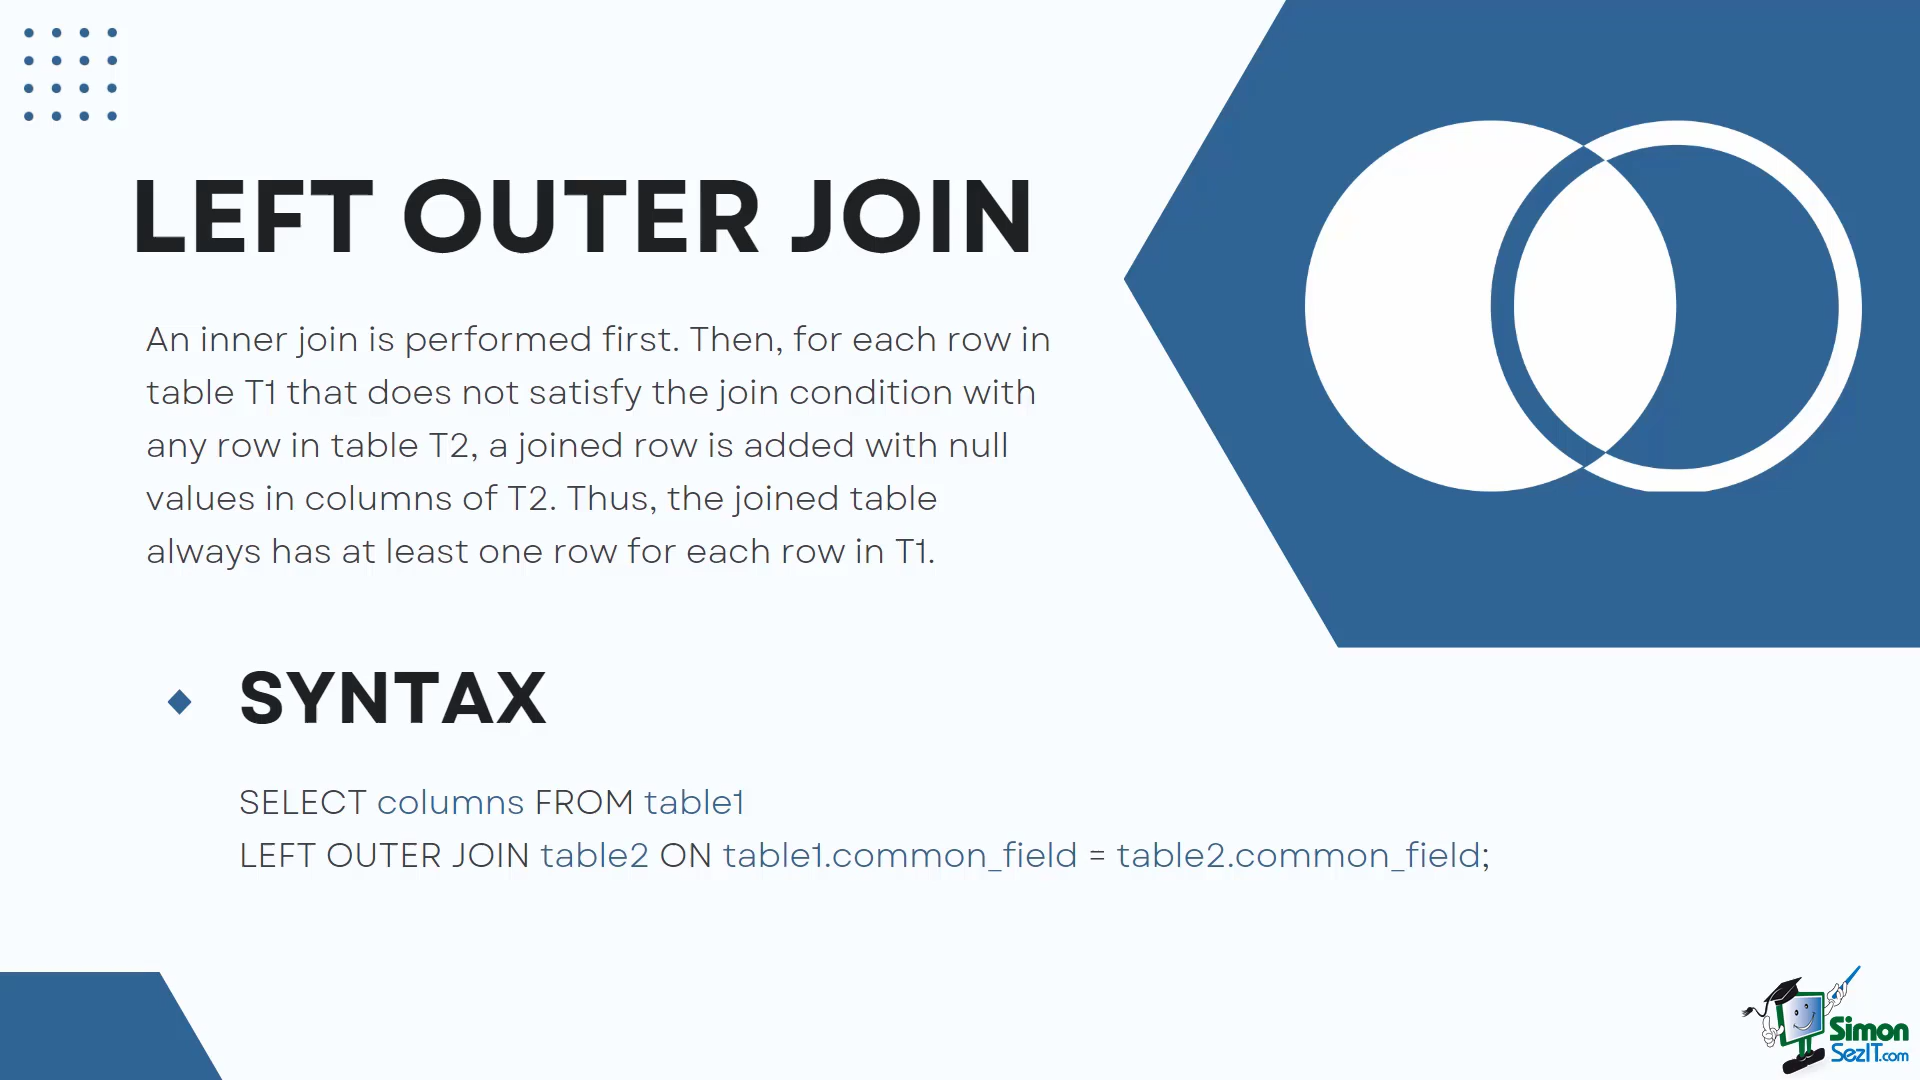 LEFT OUTER JOIN
An inner join is performed first. Then, for each row in
table T1 that does not satisfy the join condition with
any row in table T2, a joined row is added with null
values in columns of T2. Thus, the joined table
always has at least one row for each row in T1.
SYNTAX
SELECT columns FROM table1
LEFT OUTER JOIN table2 ON table1.common_field = table2.common_field;
Simon
SezIT.com